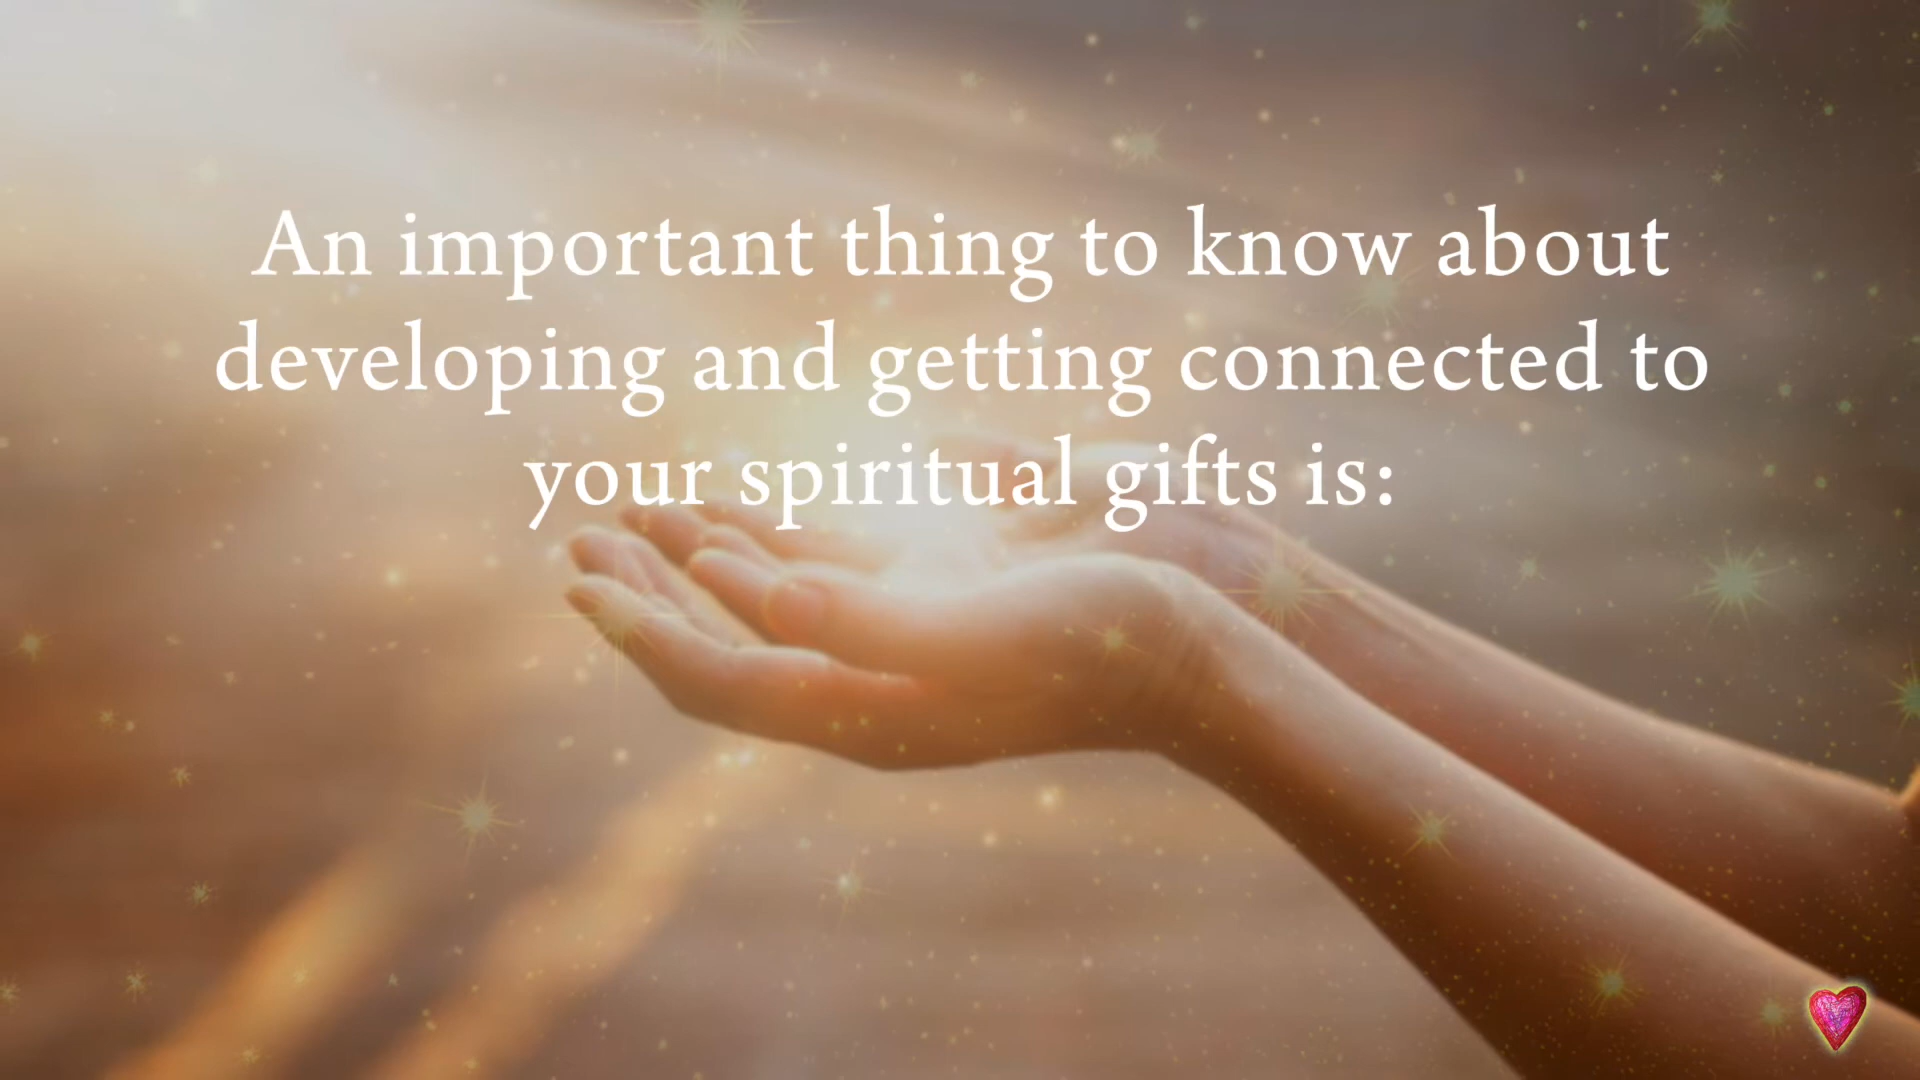 An important thing to know about
developing and getting connected to
your spiritual gifts is: